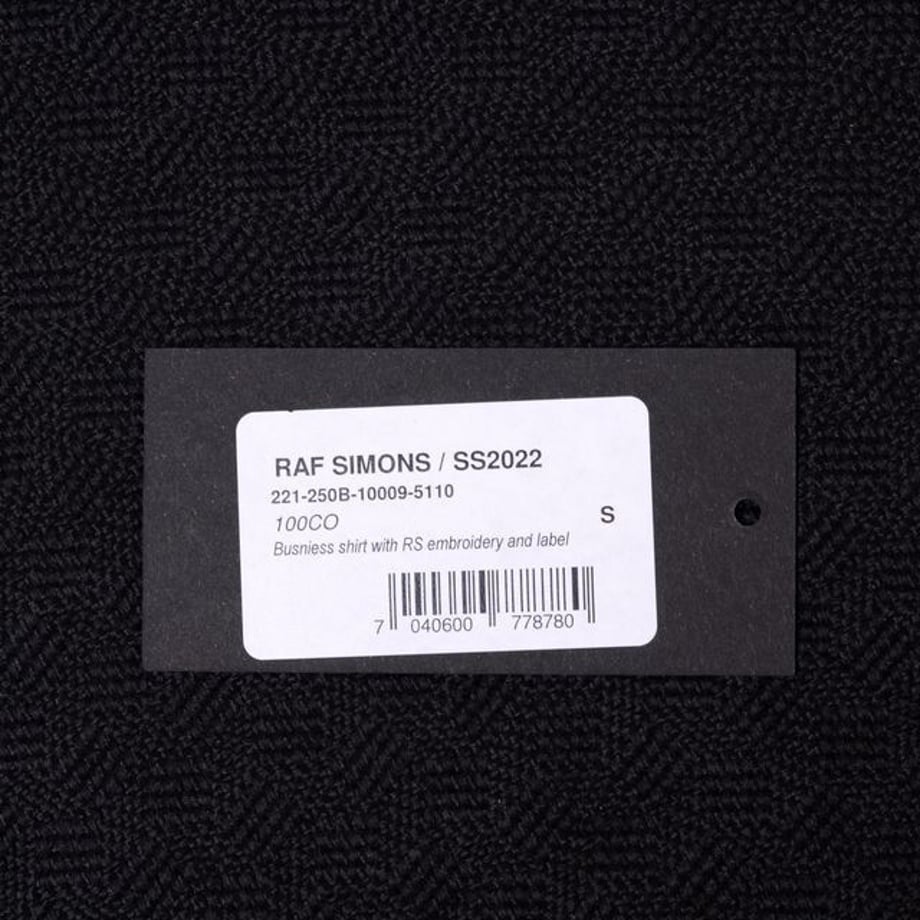 RAF SIMONS / SS2022
221-250B-10009-5110
100CO
S
Busniess shirt with RS embroidery and label
7 040600 778780